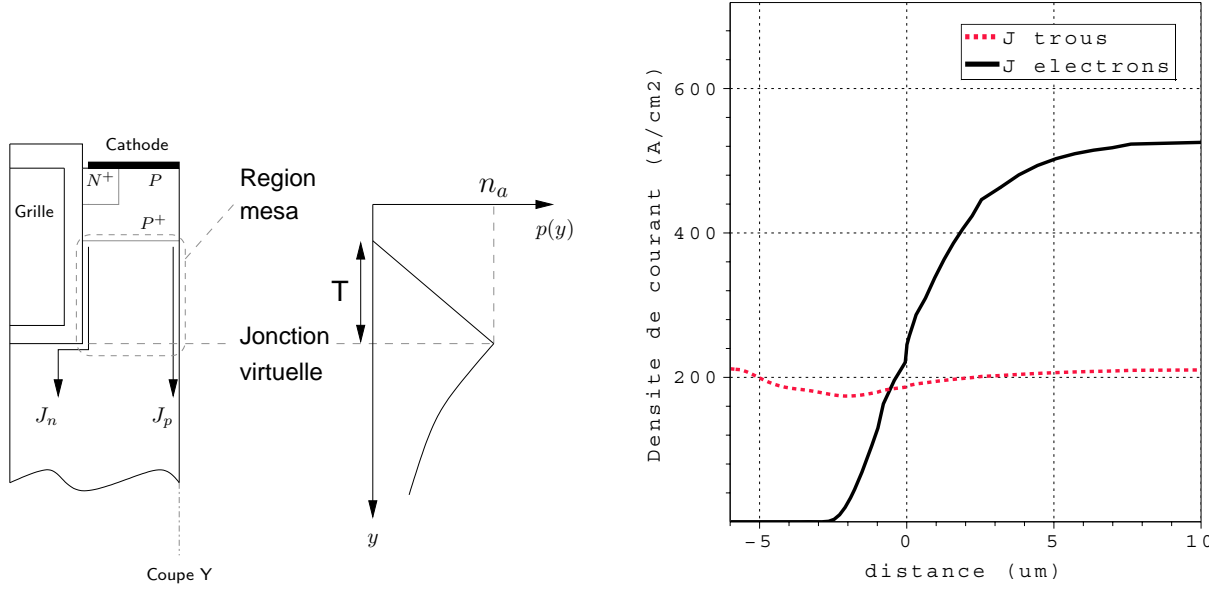 Cathode
N+
P
Grille
P+
Region
mesa
n_a
p(y)
T
Jonction
virtuelle
J_n
J_p
y
Coupe Y
J trous
J electrons
Densite de courant (A/cm2)
600
400
200
-5
0
5
10
distance (um)